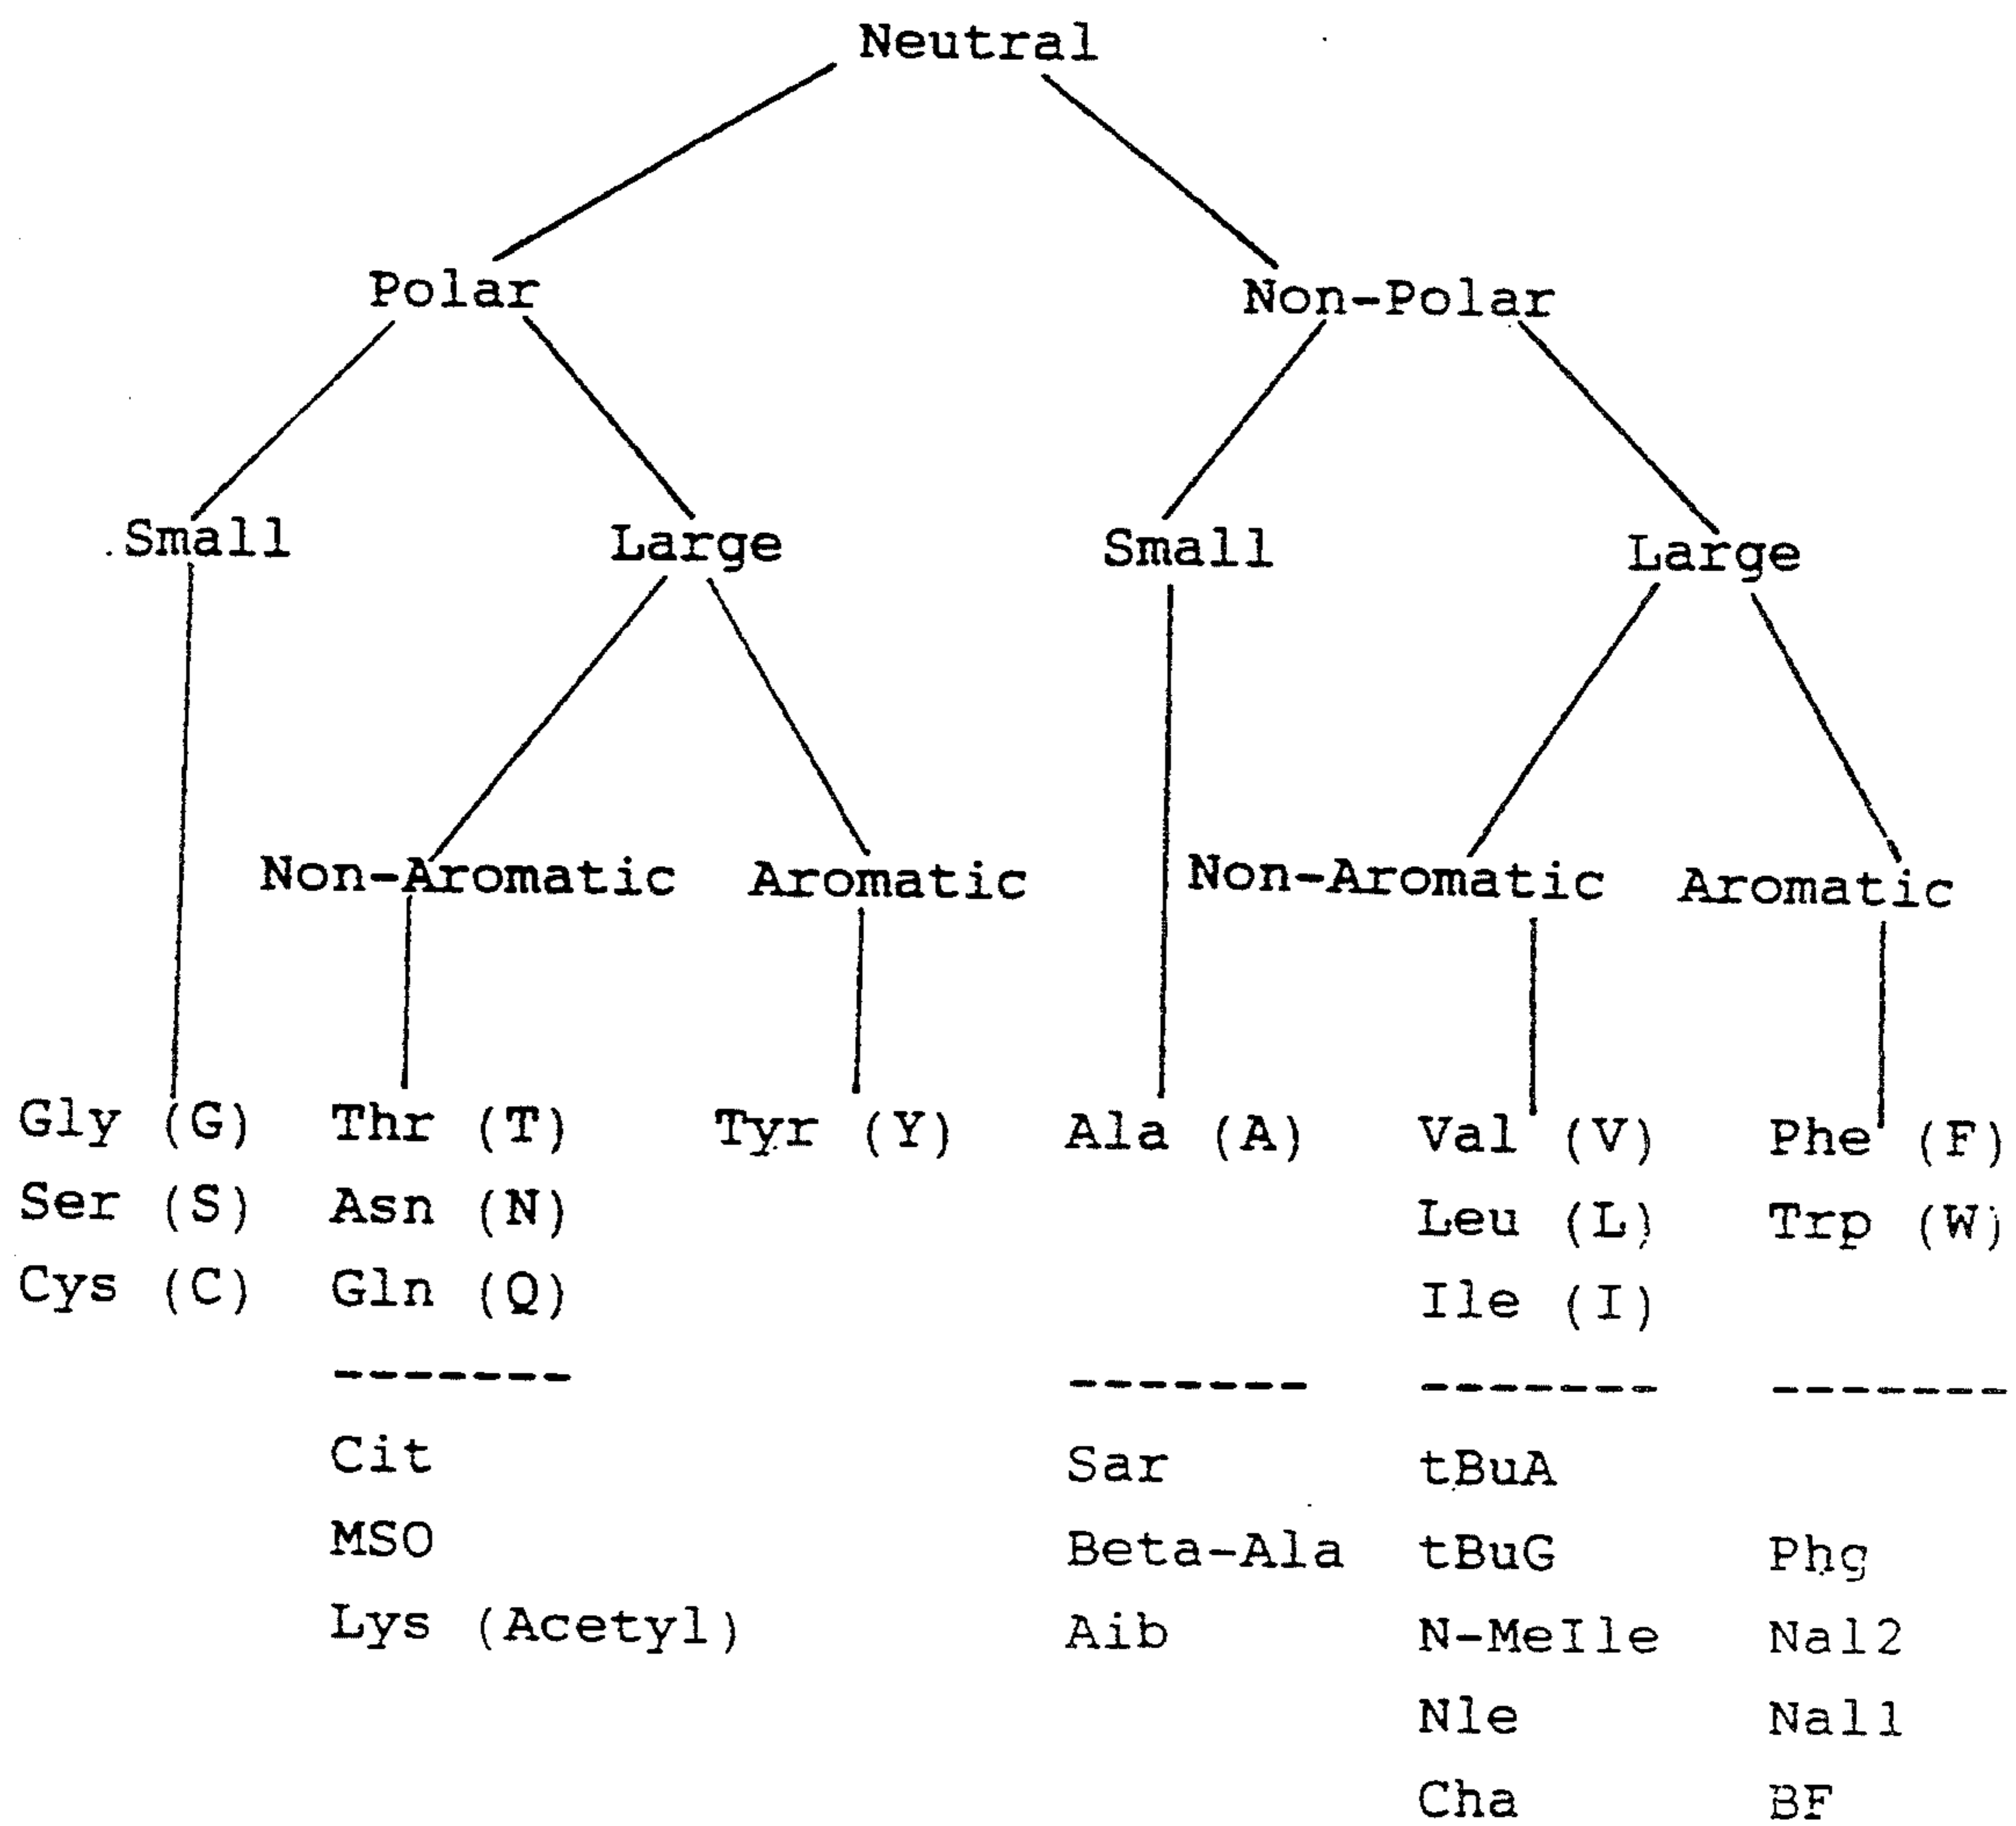 Neutral
Polar Non-Polar
Small Large Small Large
Non-Aromatic Aromatic Non-Aromatic Aromatic
Gly (G) Thr (T) Tyr (Y) Ala (A) Val (V) Phe (F)
Ser (S) Asn (N) Leu (L) Trp (W)
Cys (C) Gln (Q) Ile (I)
------- ------- ------- -------
Cit Sar tBuA
MSO Beta-Ala tBuG Phg
Lys (Acetyl) Aib N-MeIle Nal2
Nle Nal1
Cha BF